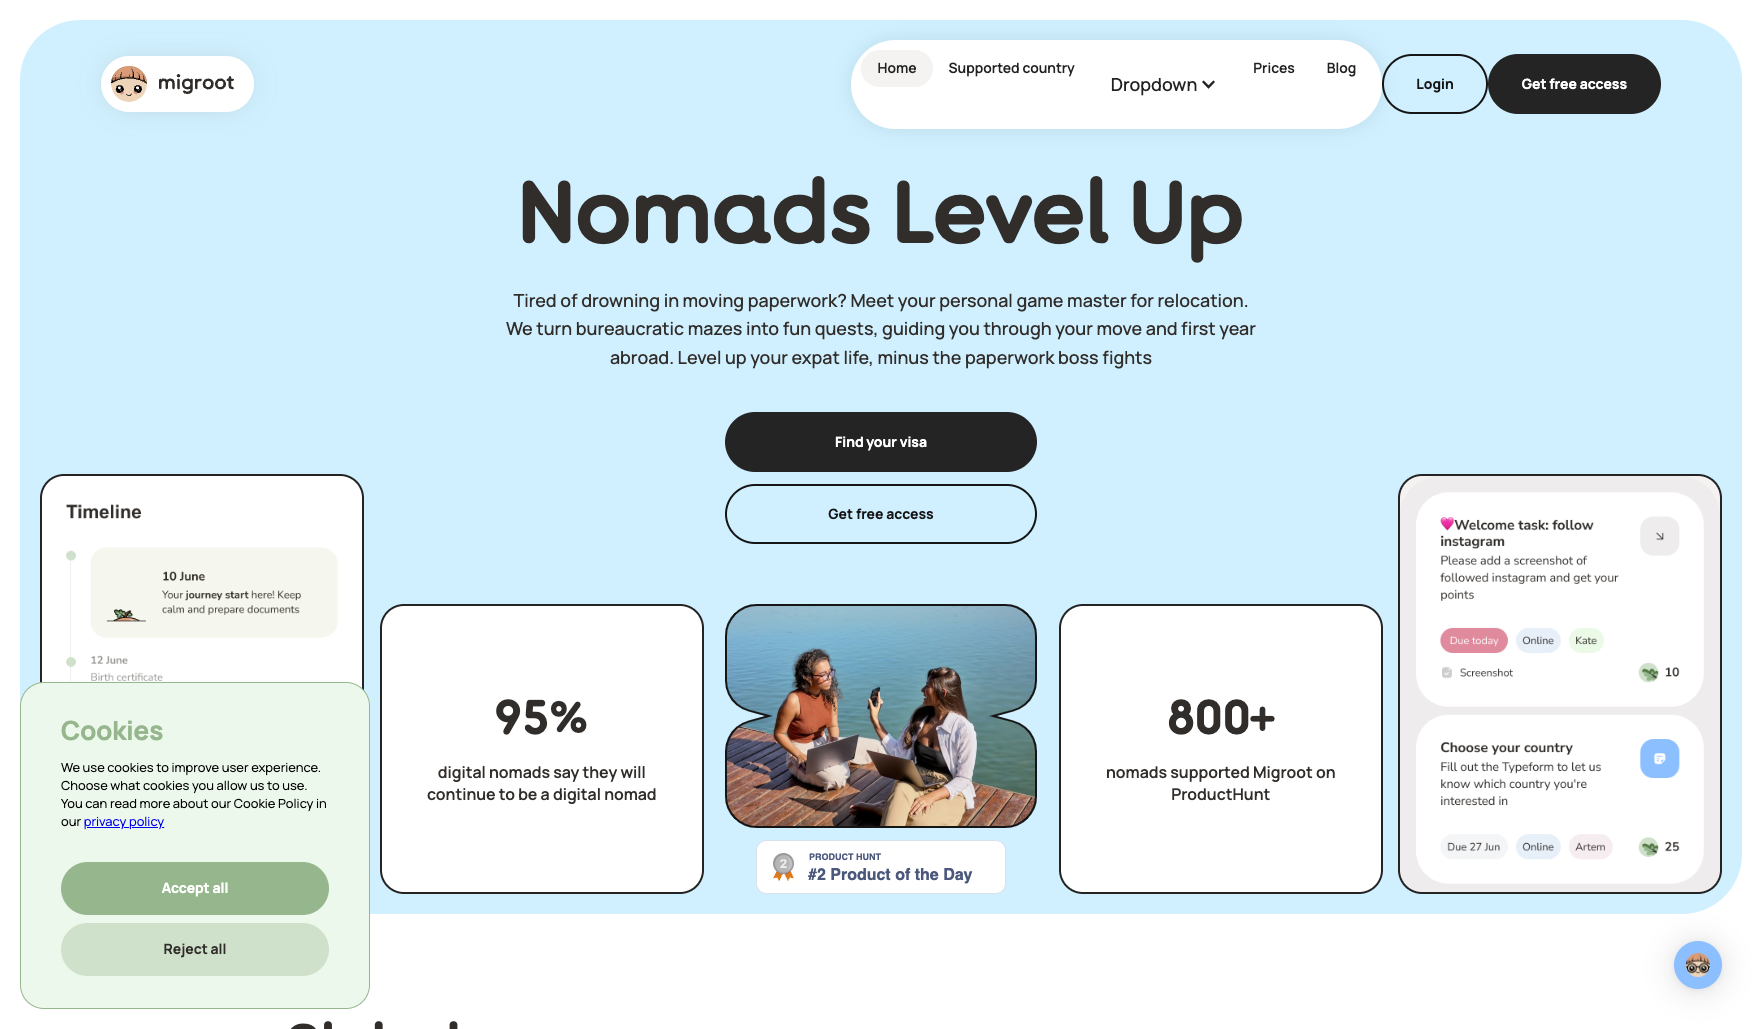 migroot
Home
Supported country
Dropdown
Prices
Blog
Login
Get free access
Nomads Level Up
Tired of drowning in moving paperwork? Meet your personal game master for relocation.
We turn bureaucratic mazes into fun quests, guiding you through your move and first year
abroad. Level up your expat life, minus the paperwork boss fights
Find your visa
Get free access
Timeline
10 June
Your journey start here! Keep
calm and prepare documents
12 June
Birth certificate
95%
digital nomads say they will
continue to be a digital nomad
2
PRODUCT HUNT
#2 Product of the Day
800+
nomads supported Migroot on
ProductHunt
Welcome task: follow
instagram
Please add a screenshot of
followed instagram and get your
points
Due today
Online
Kate
Screenshot
10
Choose your country
Fill out the Typeform to let us
know which country you're
interested in
Due 27 Jun
Online
Artem
25
Cookies
We use cookies to improve user experience.
Choose what cookies you allow us to use.
You can read more about our Cookie Policy in
our privacy policy
Accept all
Reject all